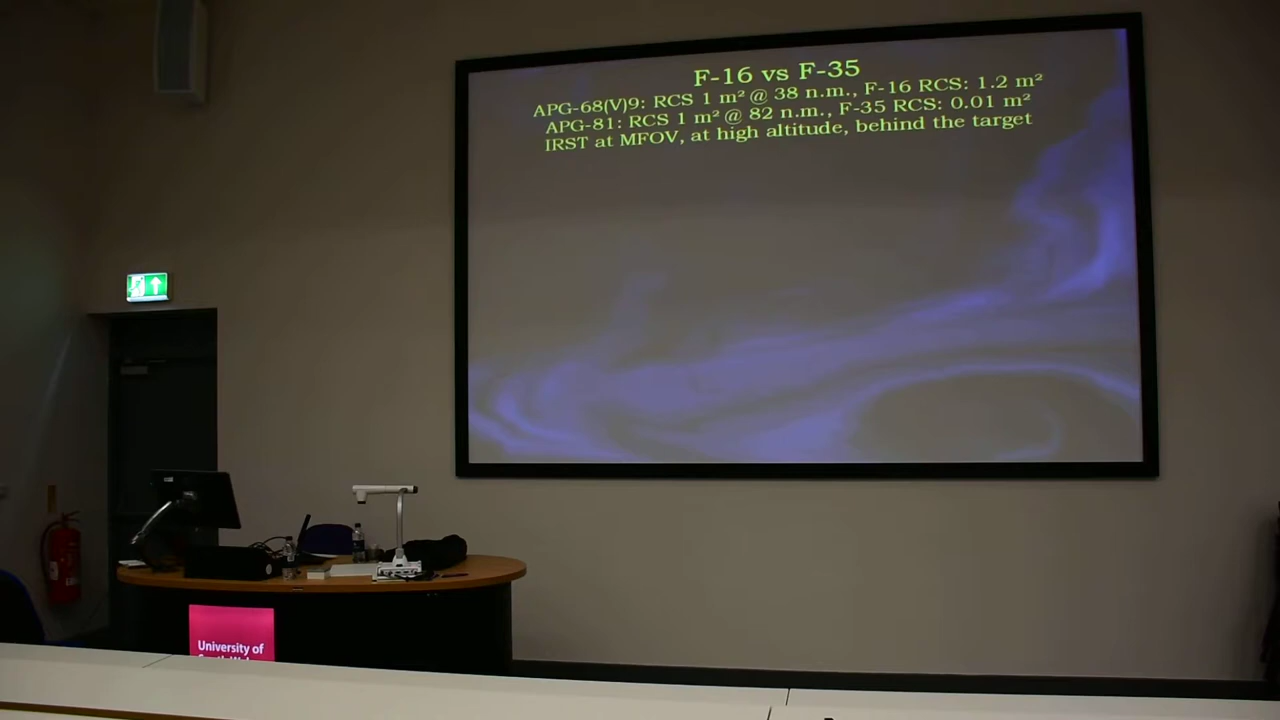 F-16 vs F-35
APG-68(V)9: RCS 1 m² @ 38 n.m., F-16 RCS: 1.2 m²
APG-81: RCS 1 m² @ 82 n.m., F-35 RCS: 0.01 m²
IRST at MFOV, at high altitude, behind the target
University of